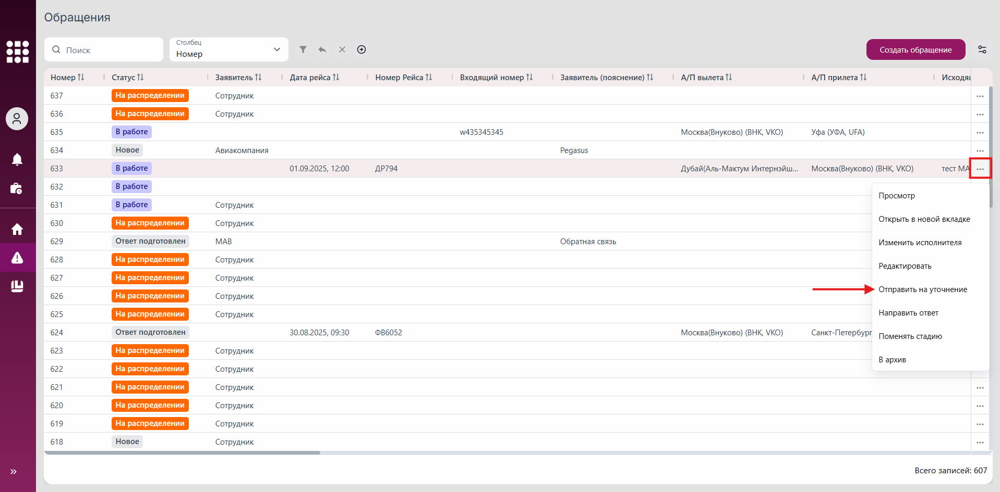 Обращения
Поиск
Столбец
Номер
Создать обращение
Номер Статус Заявитель Дата рейса Номер Рейса Входящий номер Заявитель (пояснение) А/П вылета А/П прилета Исходящ
637 На распределении Сотрудник
636 На распределении Сотрудник
635 В работе w435345345 Москва(Внуково) (ВНК, VKO) Уфа (УФА, UFA)
634 Новое Авиакомпания Pegasus
633 В работе 01.09.2025, 12:00 ДР794 Дубай(Аль-Мактум Интернэйш... Москва(Внуково) (ВНК, VKO) тест МА
632 В работе
631 В работе Сотрудник
630 На распределении Сотрудник
629 Ответ подготовлен МАВ Обратная связь
628 На распределении Сотрудник
627 На распределении Сотрудник
626 На распределении Сотрудник
625 На распределении Сотрудник
624 Ответ подготовлен 30.08.2025, 09:30 ФВ6052 Москва(Внуково) (ВНК, VKO) Санкт-Петербург
623 На распределении Сотрудник
622 На распределении Сотрудник
621 На распределении Сотрудник
620 На распределении Сотрудник
619 На распределении Сотрудник
618 Новое Сотрудник
Просмотр
Открыть в новой вкладке
Изменить исполнителя
Редактировать
Отправить на уточнение
Направить ответ
Поменять стадию
В архив
Всего записей: 607